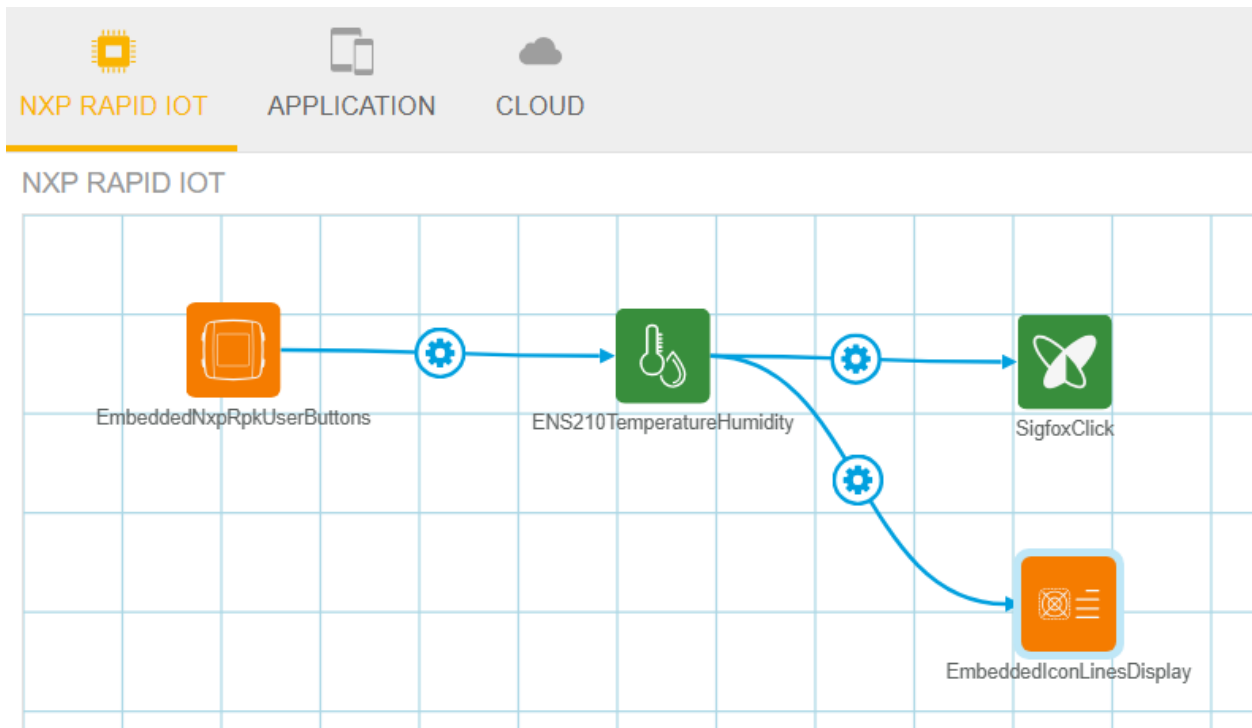 NXP RAPID IOT
APPLICATION
CLOUD
NXP RAPID IOT
EmbeddedNxpRpkUserButtons
ENS210TemperatureHumidity
SigfoxClick
EmbeddedIconLinesDisplay